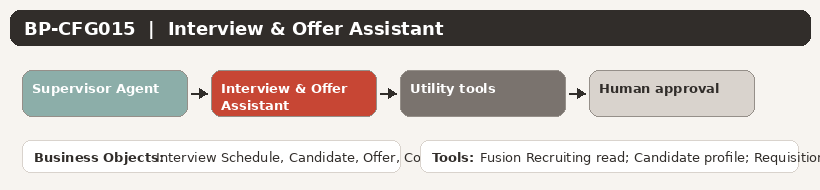 BP-CFG015 | Interview & Offer Assistant
Supervisor Agent
Interview & Offer
Assistant
Utility tools
Human approval
Business Objects: Interview Schedule, Candidate, Offer, Co
Tools: Fusion Recruiting read; Candidate profile; Requisition